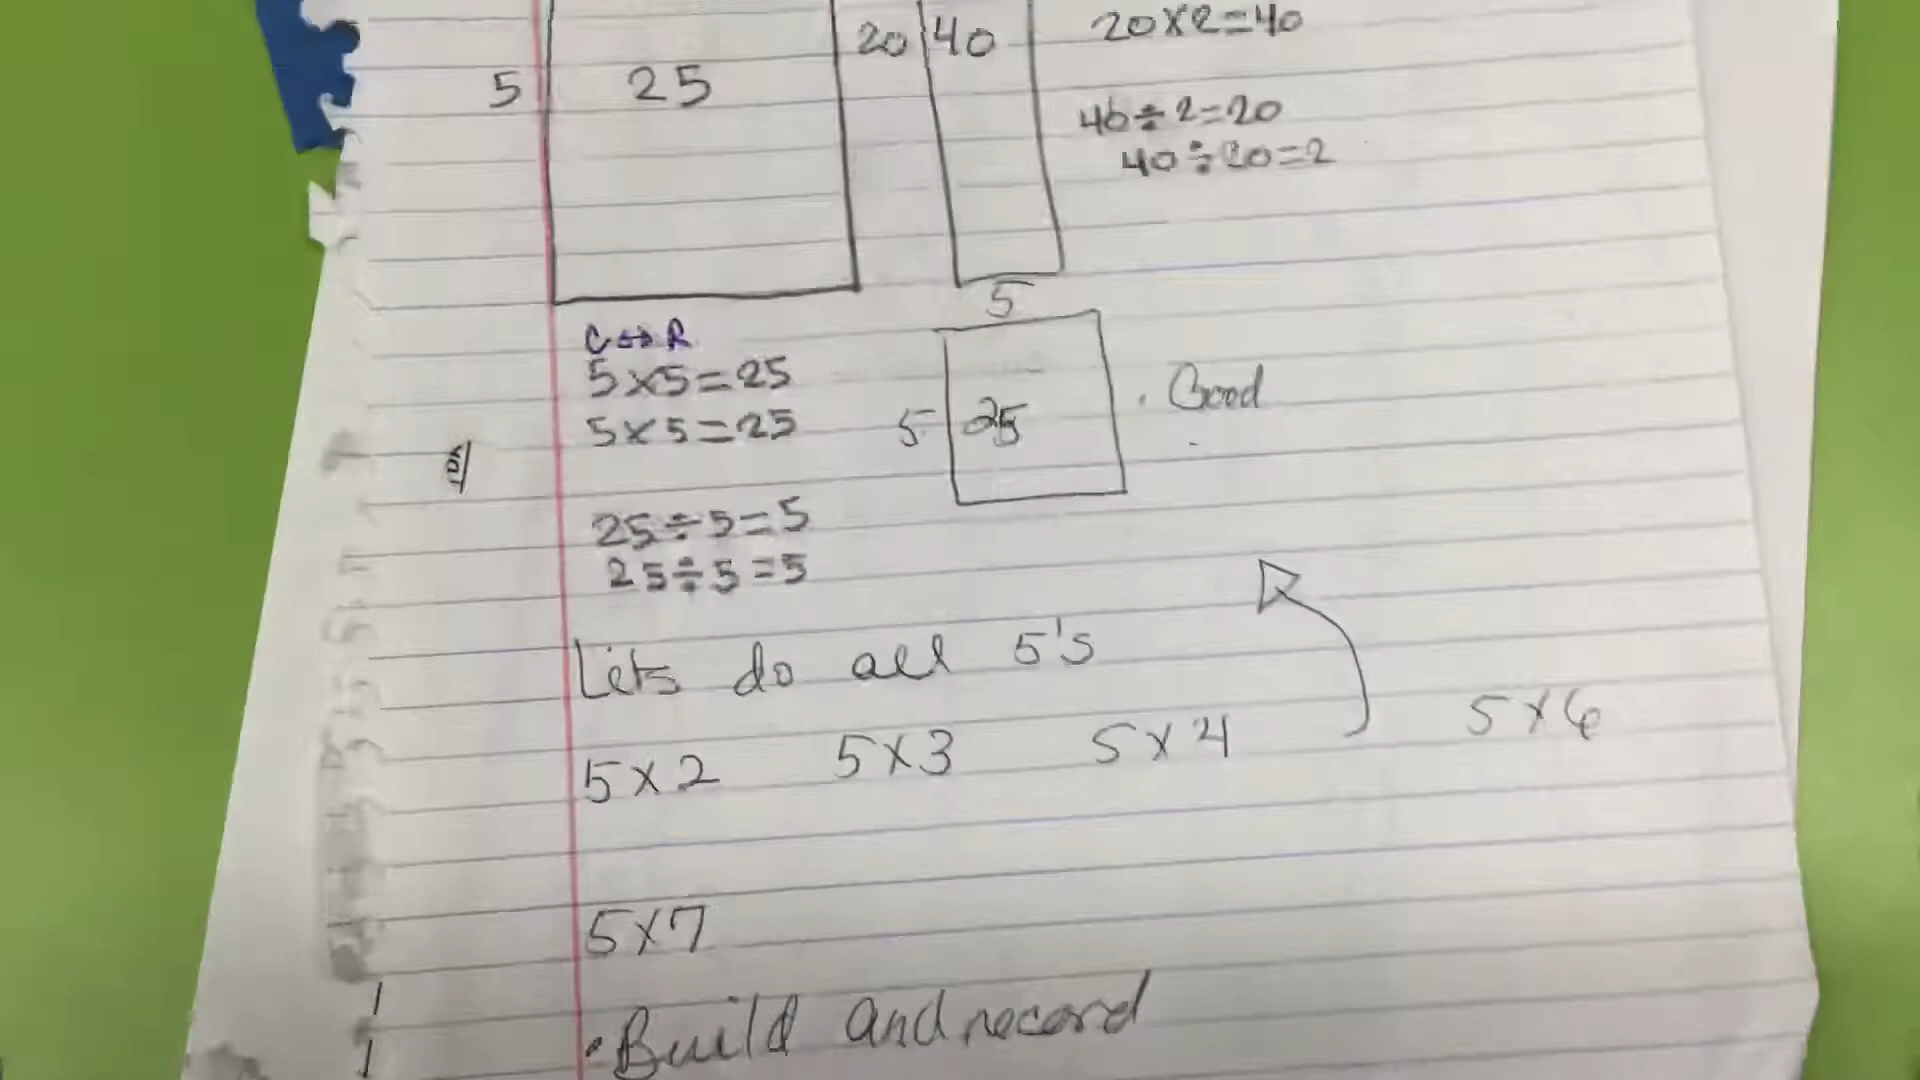 20 40
20x2=40
5 25
40÷2=20
40÷20=2
5
C↔R
5x5=25
5x5=25
5 25
. Good
25÷5=5
25÷5=5
Lets do all 5's
5x2 5x3 5x4 5x6
5x7
• Build and record